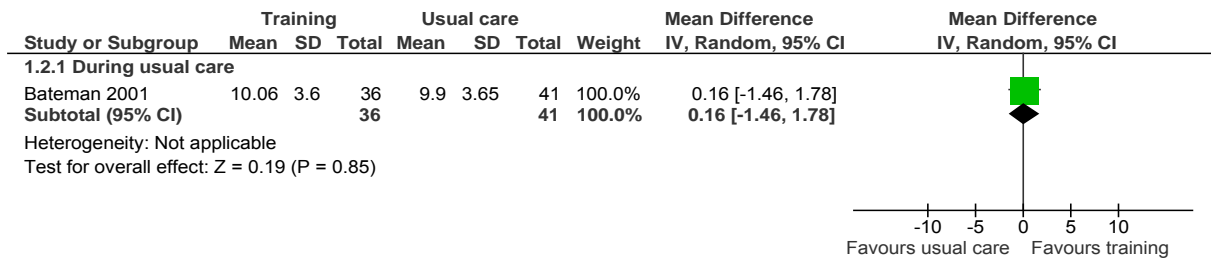 Training Usual care Mean Difference Mean Difference
Study or Subgroup Mean SD Total Mean SD Total Weight IV, Random, 95% CI IV, Random, 95% CI
1.2.1 During usual care
Bateman 2001 10.06 3.6 36 9.9 3.65 41 100.0% 0.16 [-1.46, 1.78]
Subtotal (95% CI) 36 41 100.0% 0.16 [-1.46, 1.78]
Heterogeneity: Not applicable
Test for overall effect: Z = 0.19 (P = 0.85)
-10 -5 0 5 10
Favours usual care Favours training